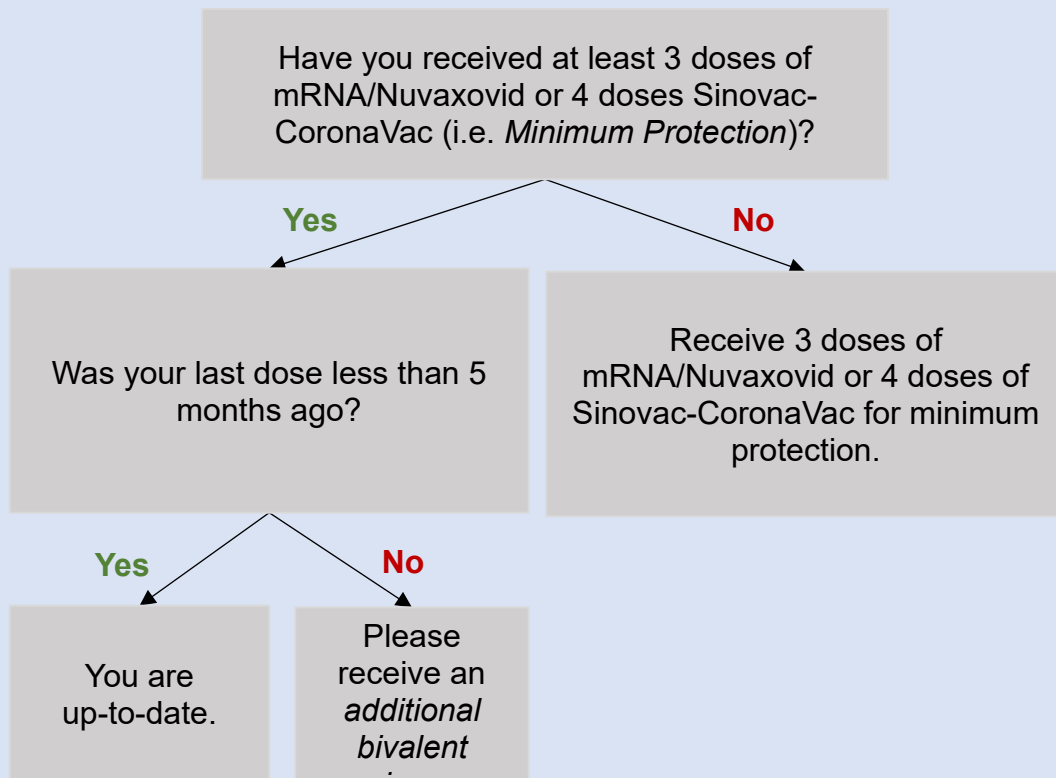 Have you received at least 3 doses of
mRNA/Nuvaxovid or 4 doses Sinovac-
CoronaVac (i.e. Minimum Protection)?
Yes
No
Was your last dose less than 5
months ago?
Receive 3 doses of
mRNA/Nuvaxovid or 4 doses of
Sinovac-CoronaVac for minimum
protection.
Yes
No
You are
up-to-date.
Please
receive an
additional
bivalent